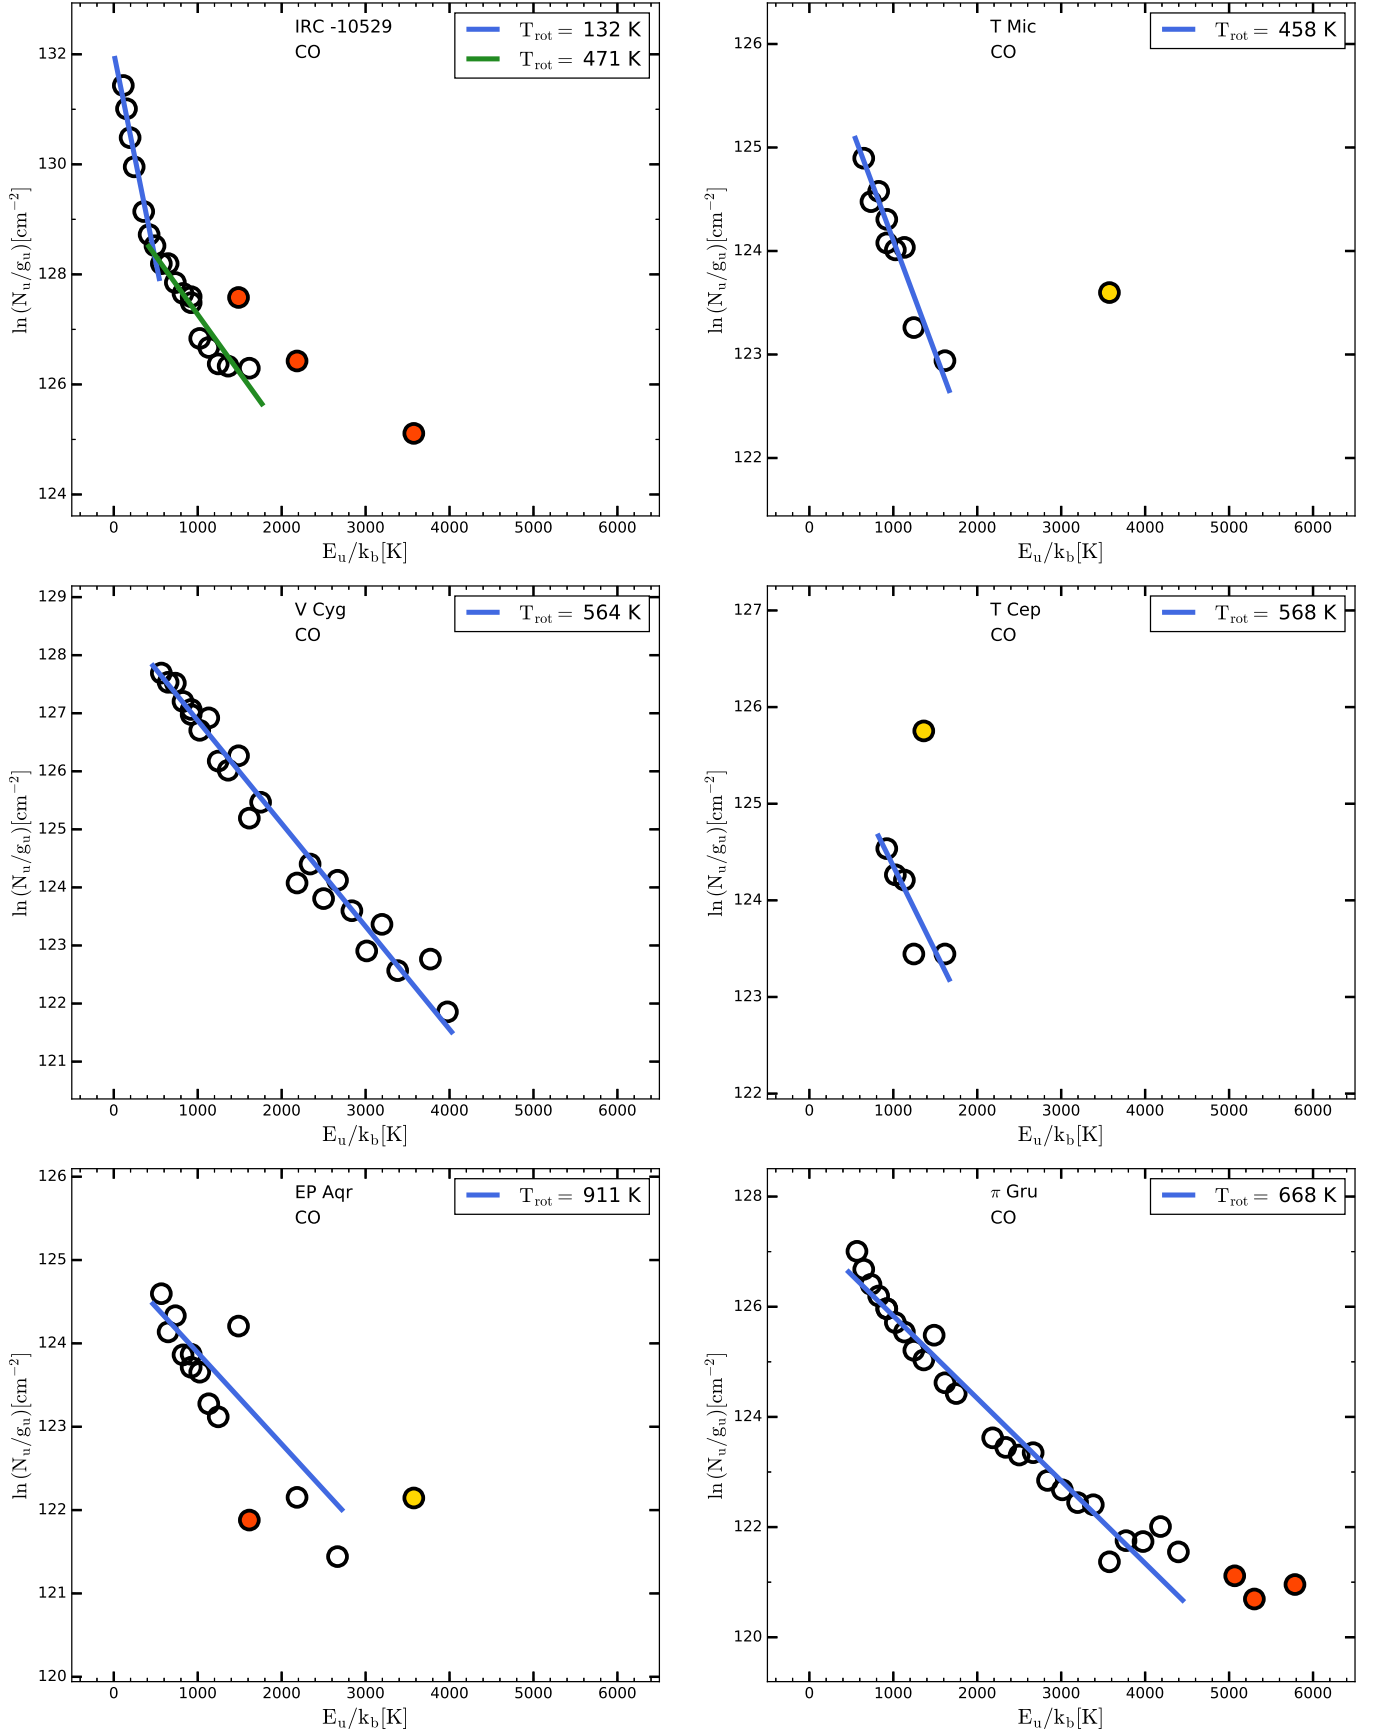 IRC -10529
CO
T_rot = 132 K
T_rot = 471 K
132
130
128
126
124
ln (N_u/g_u)[cm^−2]
0 1000 2000 3000 4000 5000 6000
E_u/k_b[K]
T Mic
CO
T_rot = 458 K
126
125
124
123
122
ln (N_u/g_u)[cm^−2]
0 1000 2000 3000 4000 5000 6000
E_u/k_b[K]
V Cyg
CO
T_rot = 564 K
129
128
127
126
125
124
123
122
121
ln (N_u/g_u)[cm^−2]
0 1000 2000 3000 4000 5000 6000
E_u/k_b[K]
T Cep
CO
T_rot = 568 K
127
126
125
124
123
122
ln (N_u/g_u)[cm^−2]
0 1000 2000 3000 4000 5000 6000
E_u/k_b[K]
EP Aqr
CO
T_rot = 911 K
126
125
124
123
122
121
120
ln (N_u/g_u)[cm^−2]
0 1000 2000 3000 4000 5000 6000
E_u/k_b[K]
π Gru
CO
T_rot = 668 K
128
126
124
122
120
ln (N_u/g_u)[cm^−2]
0 1000 2000 3000 4000 5000 6000
E_u/k_b[K]